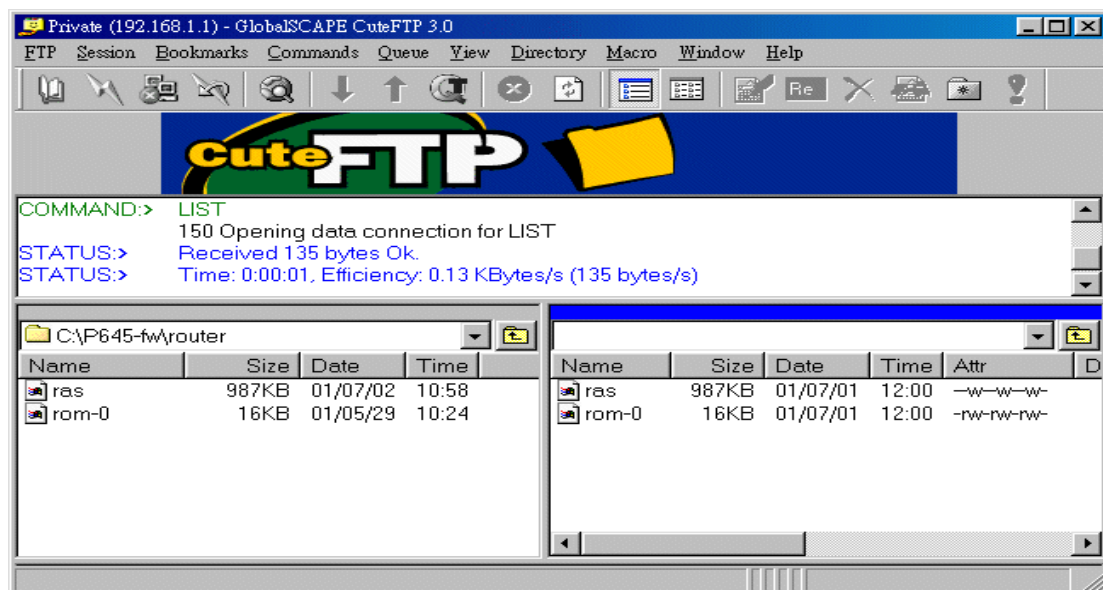 Private (192.168.1.1) - GlobalSCAPE CuteFTP 3.0
FTP Session Bookmarks Commands Queue View Directory Macro Window Help
Re
cuteFTP
COMMAND:> LIST
150 Opening data connection for LIST
STATUS:> Received 135 bytes Ok.
STATUS:> Time: 0:00:01, Efficiency: 0.13 KBytes/s (135 bytes/s)
C:\P645-fw\router
Name Size Date Time
ras 987KB 01/07/02 10:58
rom-0 16KB 01/05/29 10:24
Name Size Date Time Attr D
ras 987KB 01/07/01 12:00 --w--w--w-
rom-0 16KB 01/07/01 12:00 -rw-rw-rw-